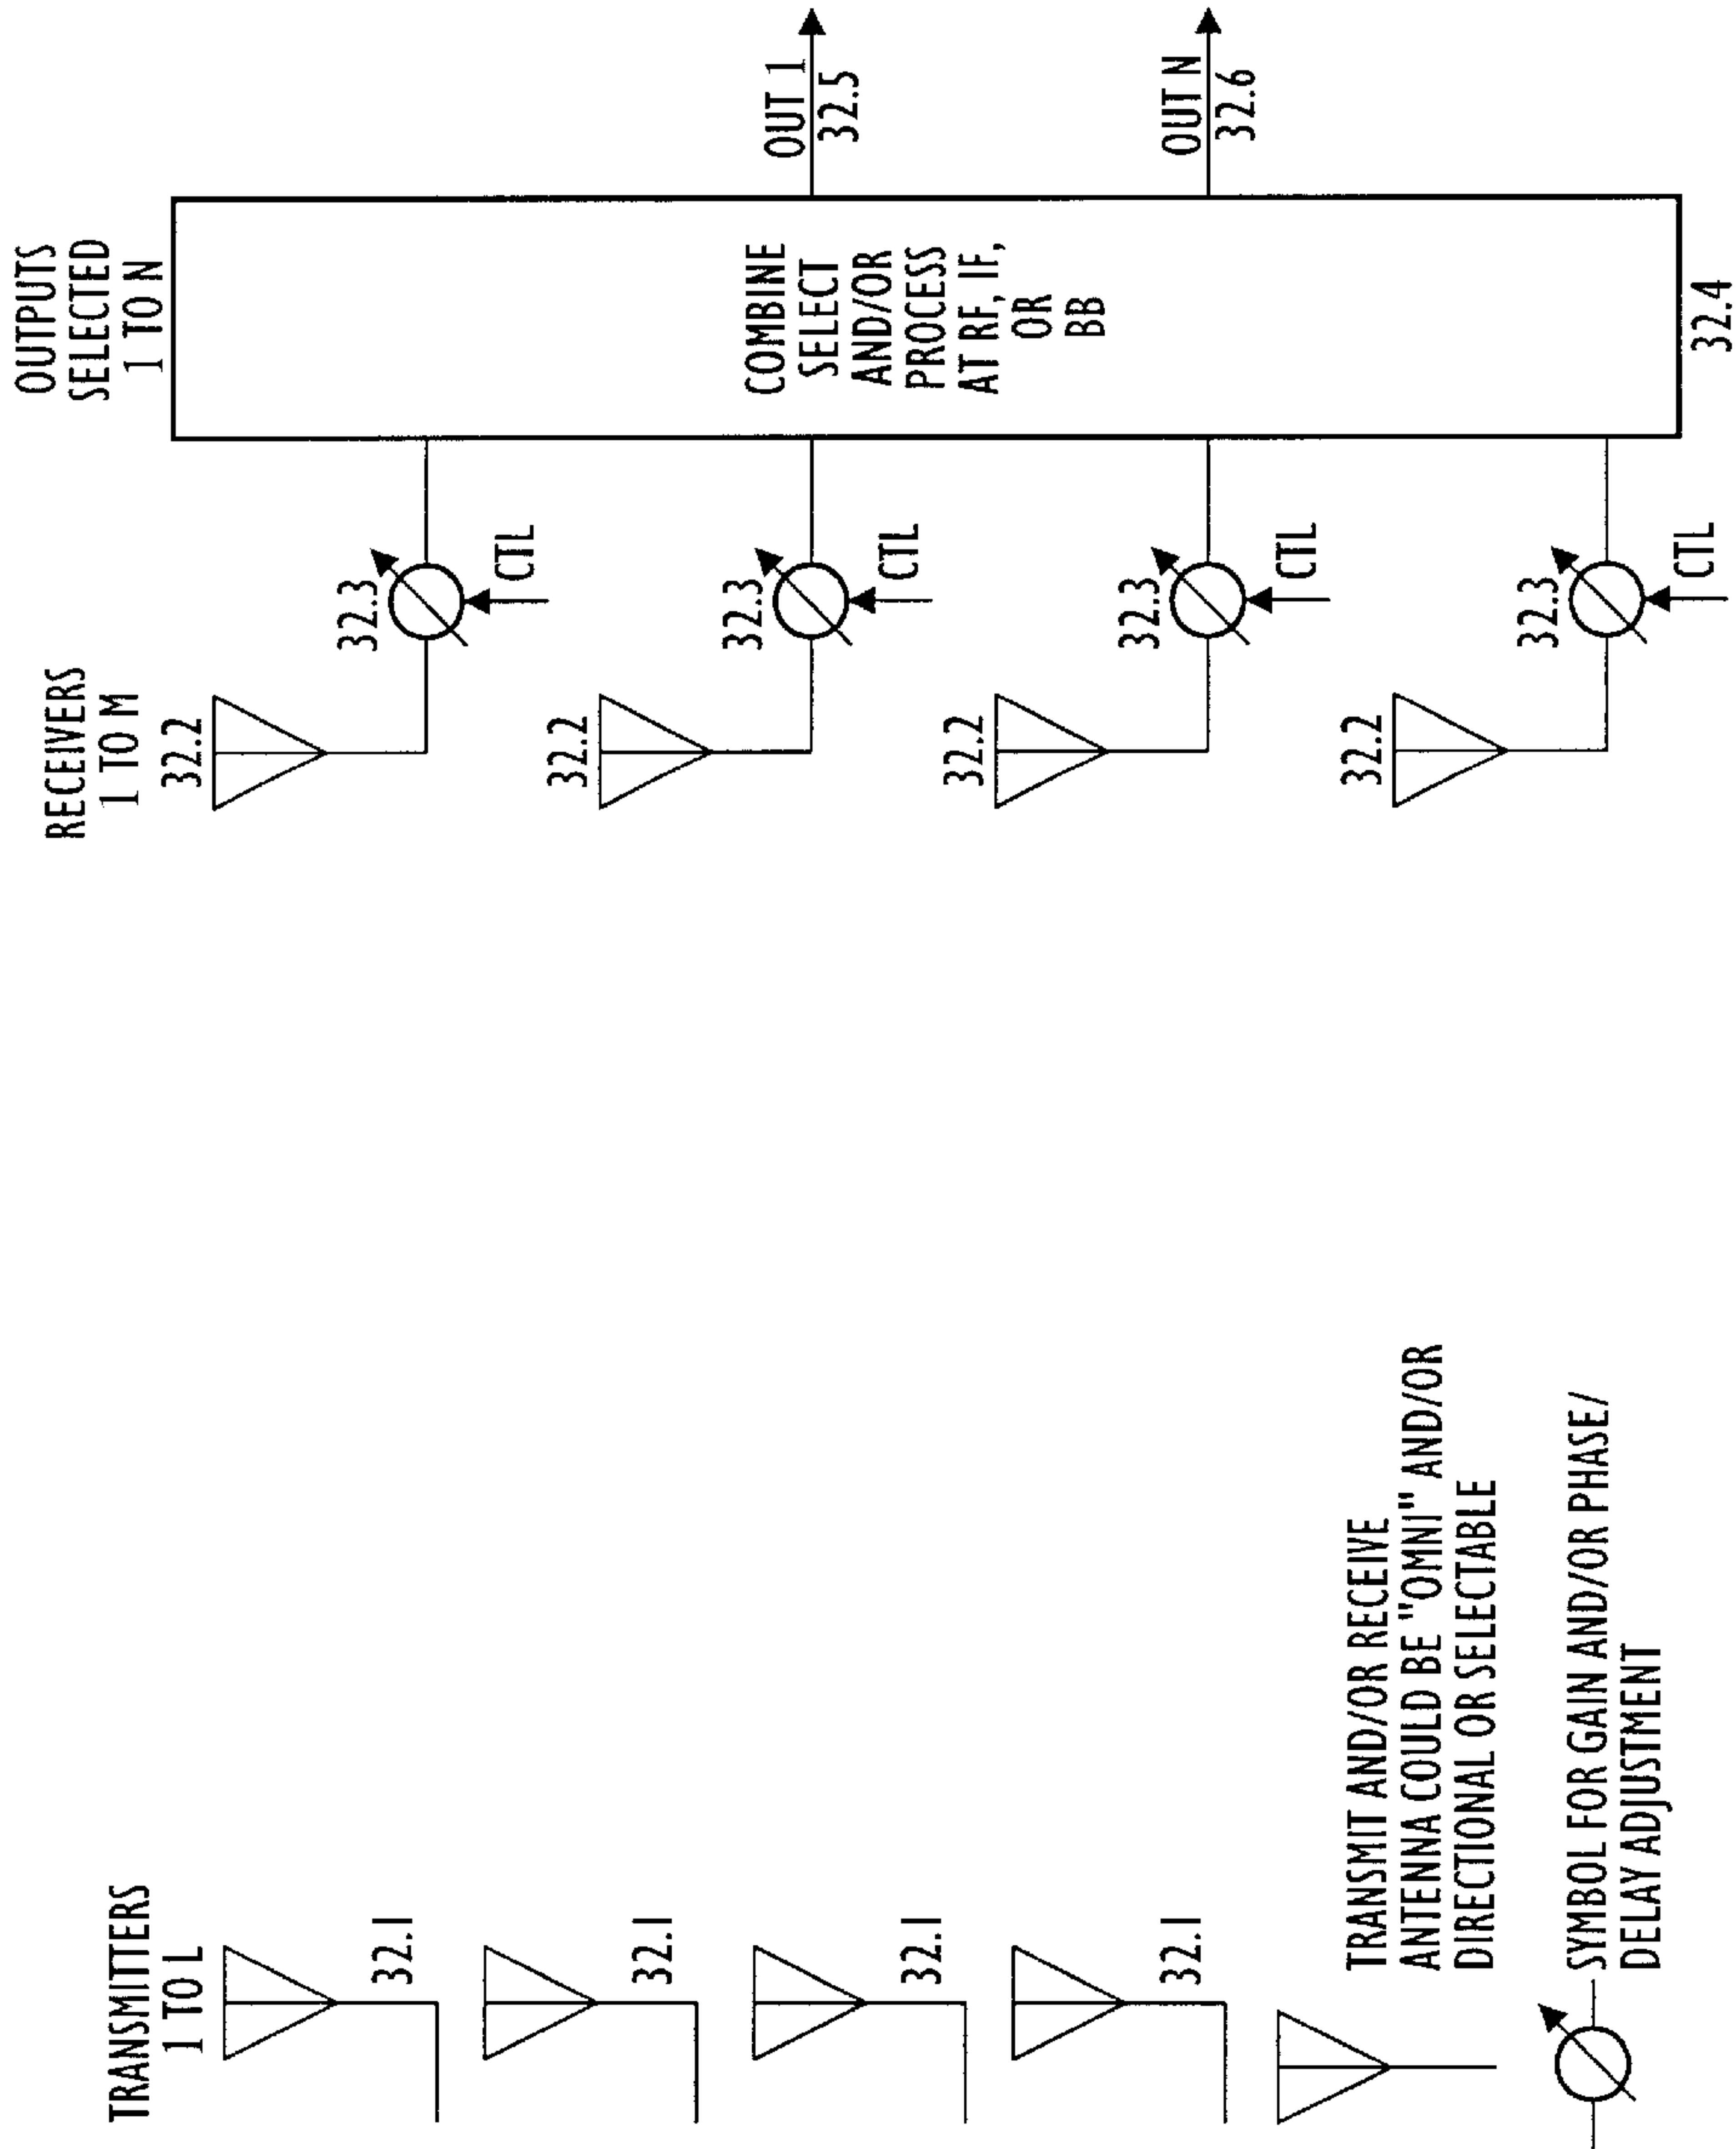 TRANSMITTERS
1 TO L
32.1
32.1
32.1
32.1
TRANSMIT AND/OR RECEIVE
ANTENNA COULD BE "OMNI" AND/OR
DIRECTIONAL OR SELECTABLE
SYMBOL FOR GAIN AND/OR PHASE/
DELAY ADJUSTMENT
RECEIVERS
1 TO M
32.2
32.3
CTL
32.2
32.3
CTL
32.2
32.3
CTL
32.2
32.3
CTL
OUTPUTS
SELECTED
1 TO N
COMBINE
SELECT
AND/OR
PROCESS
AT RF, IF,
OR
BB
32.4
OUT 1
32.5
OUT N
32.6